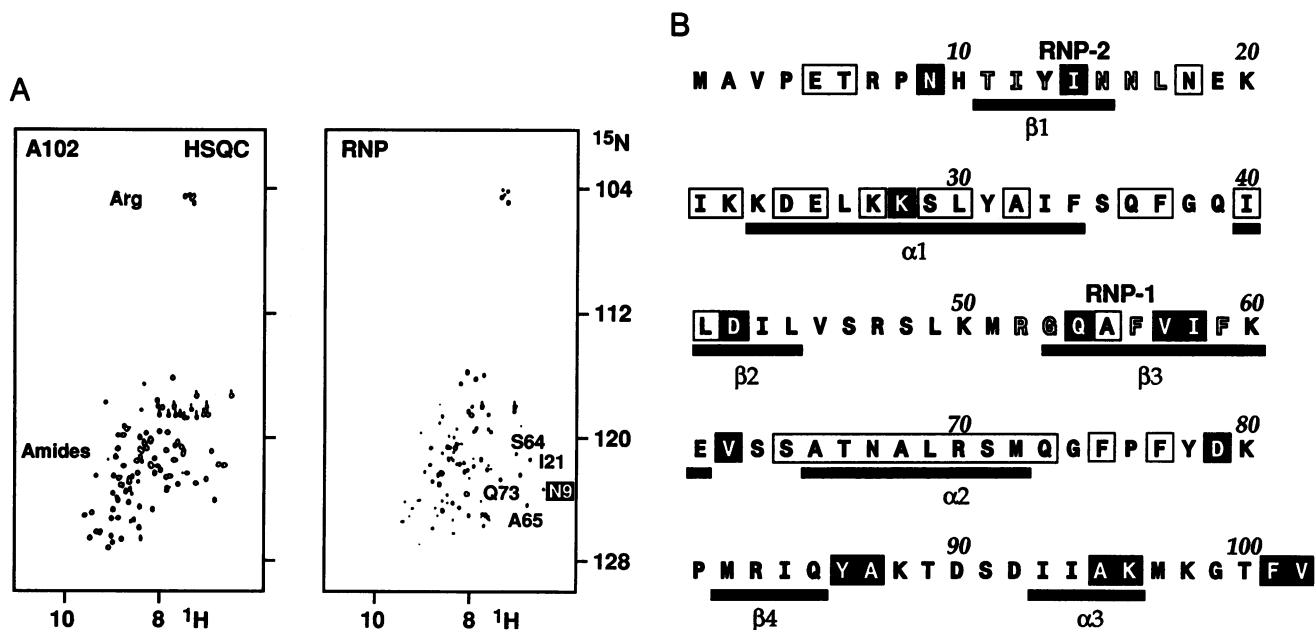 A
A102 HSQC
Arg
Amides
10 8 ¹H
RNP
¹⁵N
104
112
120
128
S64
I21
Q73
N9
A65
10 8 ¹H
B
10 RNP-2 20
M A V P E T R P N H T I Y I N N L N E K
β1
30 40
I K K D E L K K S L Y A I F S Q F G Q I
α1
50 RNP-1 60
L D I L V S R S L K M R G Q A F V I F K
β2 β3
70 80
E V S S A T N A L R S M Q G F P F Y D K
α2
90 100
P M R I Q Y A K T D S D I I A K M K G T F V
β4 α3